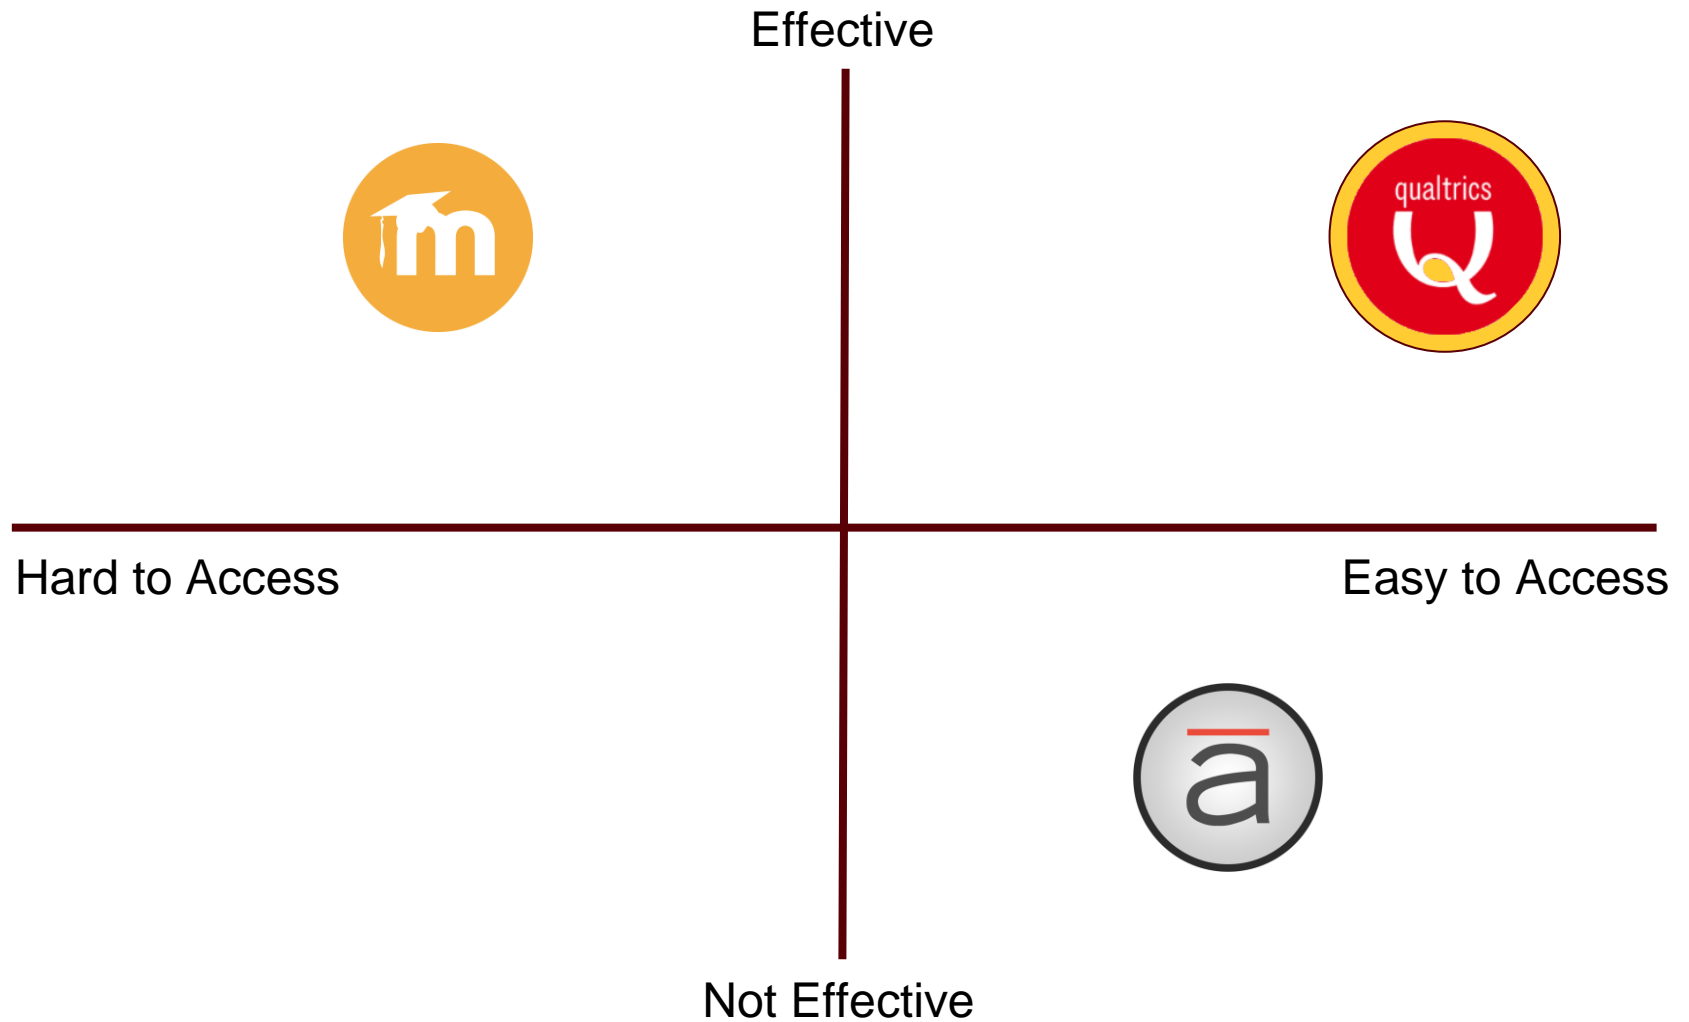 Effective
m
qualtrics
Q
Hard to Access
Easy to Access
a
Not Effective